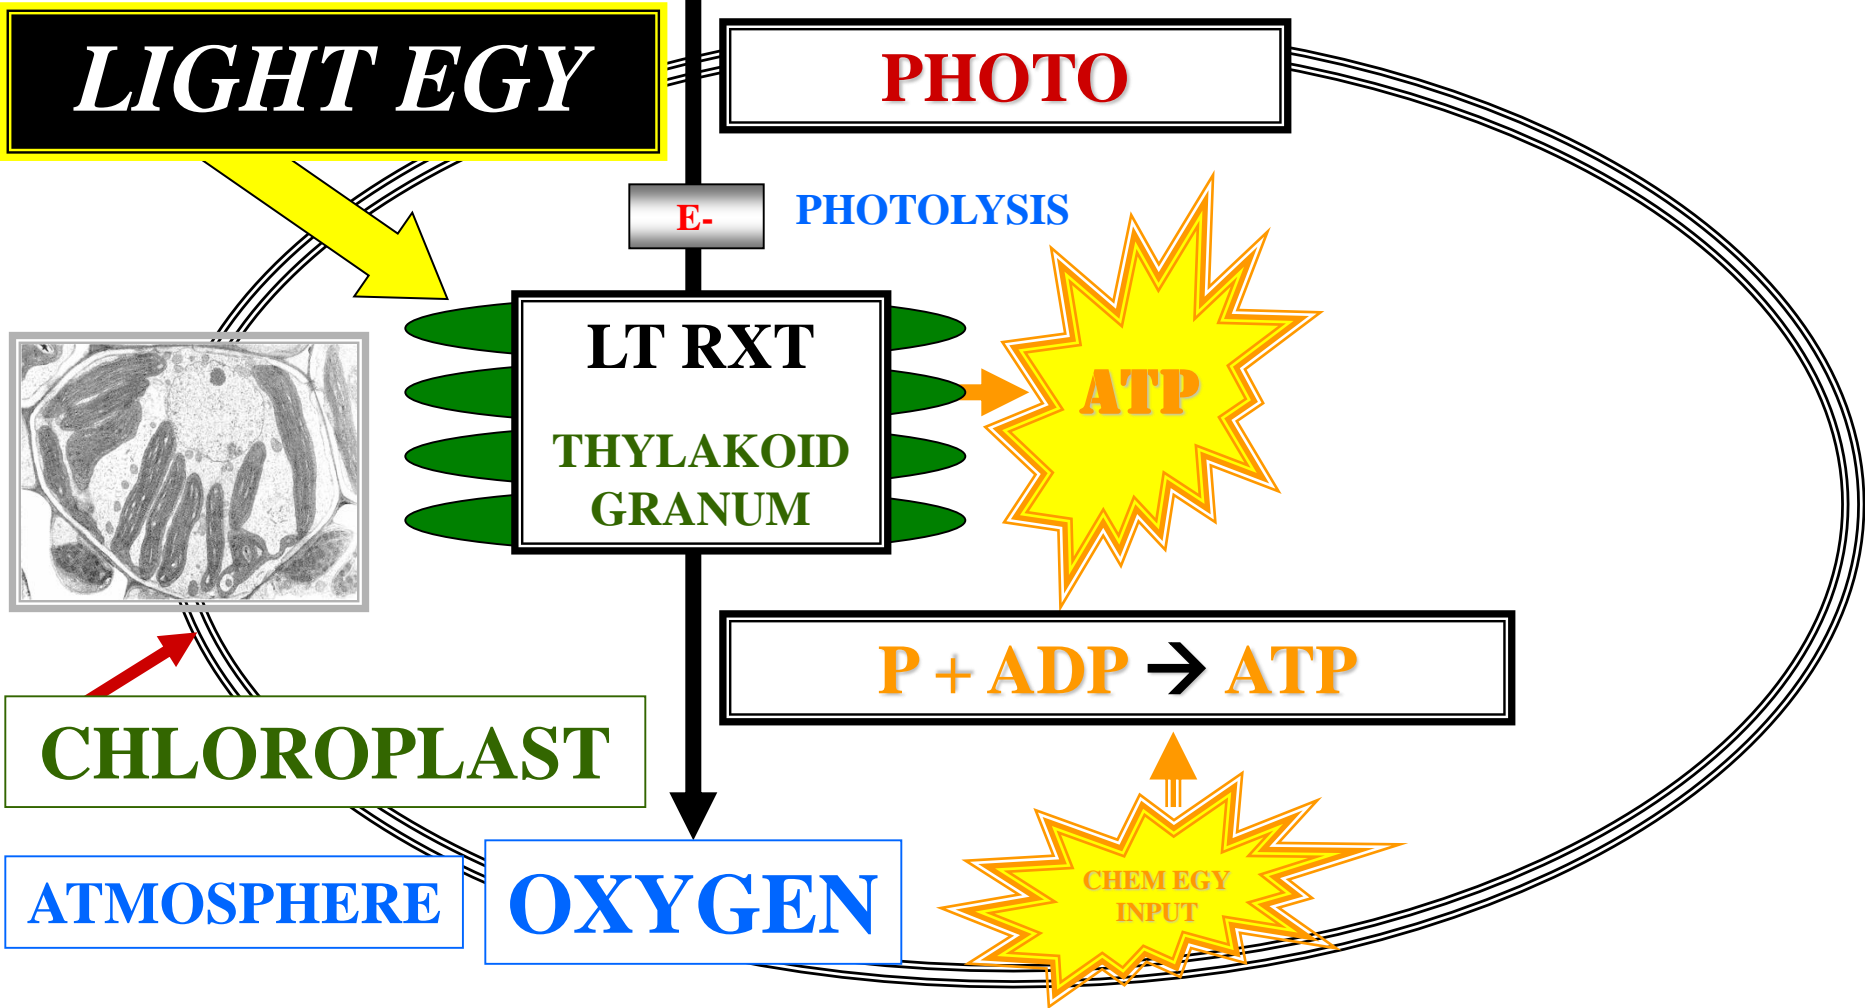 LIGHT EGY
PHOTO
E-
PHOTOLYSIS
LT RXT
THYLAKOID
GRANUM
ATP
P + ADP → ATP
CHLOROPLAST
ATMOSPHERE
OXYGEN
CHEM EGY
INPUT